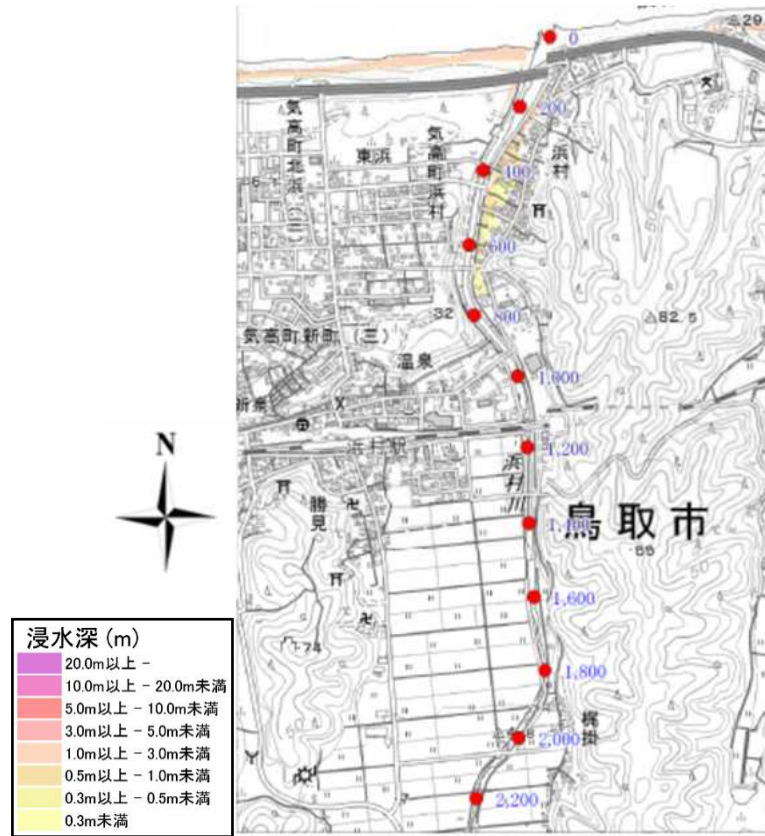 29
0
200
気高町北浜(二)
東浜
気高町浜村
浜村
400
600
32
800
82.5
気高町新町(三)
温泉
1,000
新泉
浜村駅
1,200
浜村川
N
勝見
1,400
鳥取市
1,600
74
1,800
梶掛
2,000
2,200
浸水深(m)
20.0m以上 -
10.0m以上 - 20.0m未満
5.0m以上 - 10.0m未満
3.0m以上 - 5.0m未満
1.0m以上 - 3.0m未満
0.5m以上 - 1.0m未満
0.3m以上 - 0.5m未満
0.3m未満